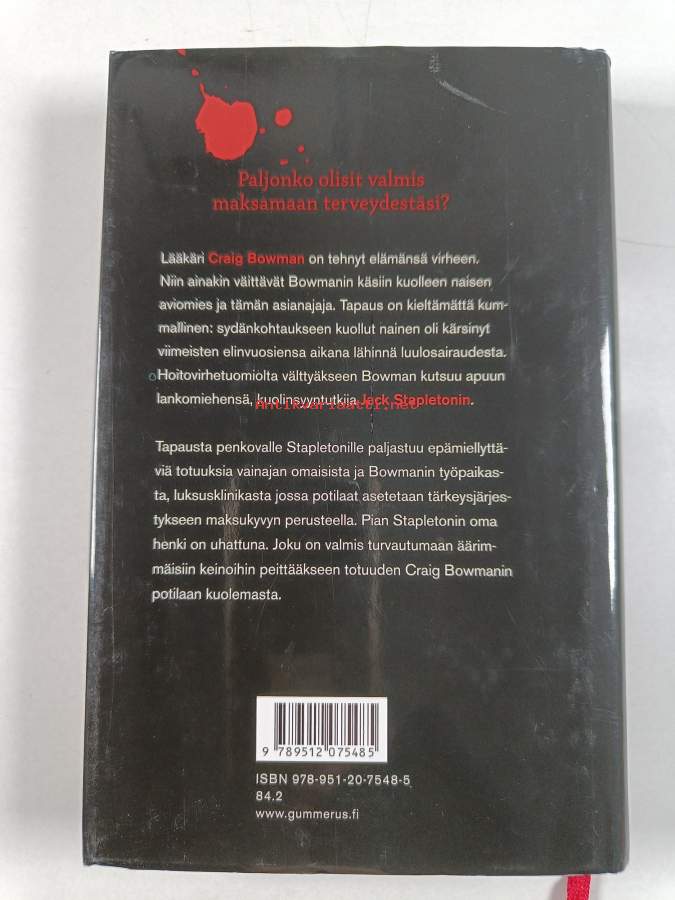 Paljonko olisit valmis
maksamaan terveydestäsi?
Lääkäri Craig Bowman on tehnyt elämänsä virheen.
Niin ainakin väittävät Bowmanin käsiin kuolleen naisen
aviomies ja tämän asianajaja. Tapaus on kieltämättä kum-
mallinen: sydänkohtaukseen kuollut nainen oli kärsinyt
viimeisten elinvuosiensa aikana lähinnä luulosairaudesta.
Hoitovirhetuomiolta välttyäkseen Bowman kutsuu apuun
lankomiehensä, kuolinsyyntutkija Jack Stapletonin.
Antikvariaatti.net
Tapausta penkovalle Stapletonille paljastuu epämiellyttä-
viä totuuksia vainajan omaisista ja Bowmanin työpaikas-
ta, luksusklinikasta jossa potilaat asetetaan tärkeysjärjes-
tykseen maksukyvyn perusteella. Pian Stapletonin oma
henki on uhattuna. Joku on valmis turvautumaan äärim-
mäisiin keinoihin peittääkseen totuuden Craig Bowmanin
potilaan kuolemasta.
9 789512 075485
ISBN 978-951-20-7548-5
84.2
www.gummerus.fi